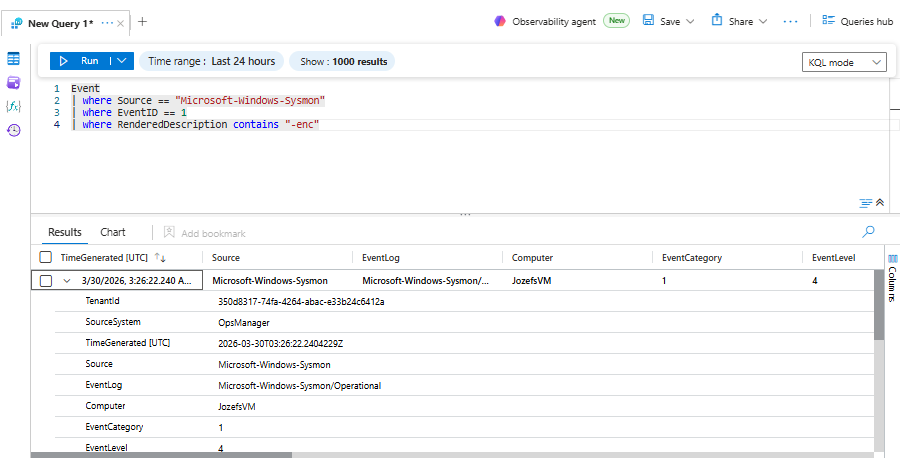 New Query 1* ··· × +
Observability agent New Save Share ··· Queries hub
Run Time range : Last 24 hours Show : 1000 results KQL mode
1 Event
2 | where Source == "Microsoft-Windows-Sysmon"
3 | where EventID == 1
4 | where RenderedDescription contains "-enc"
Results Chart Add bookmark
TimeGenerated [UTC] Source EventLog Computer EventCategory EventLevel
3/30/2026, 3:26:22.240 A... Microsoft-Windows-Sysmon Microsoft-Windows-Sysmon/... JozefsVM 1 4
TenantId 350d8317-74fa-4264-abac-e33b24c6412a
SourceSystem OpsManager
TimeGenerated [UTC] 2026-03-30T03:26:22.2404229Z
Source Microsoft-Windows-Sysmon
EventLog Microsoft-Windows-Sysmon/Operational
Computer JozefsVM
EventCategory 1
EventLevel 4
Columns